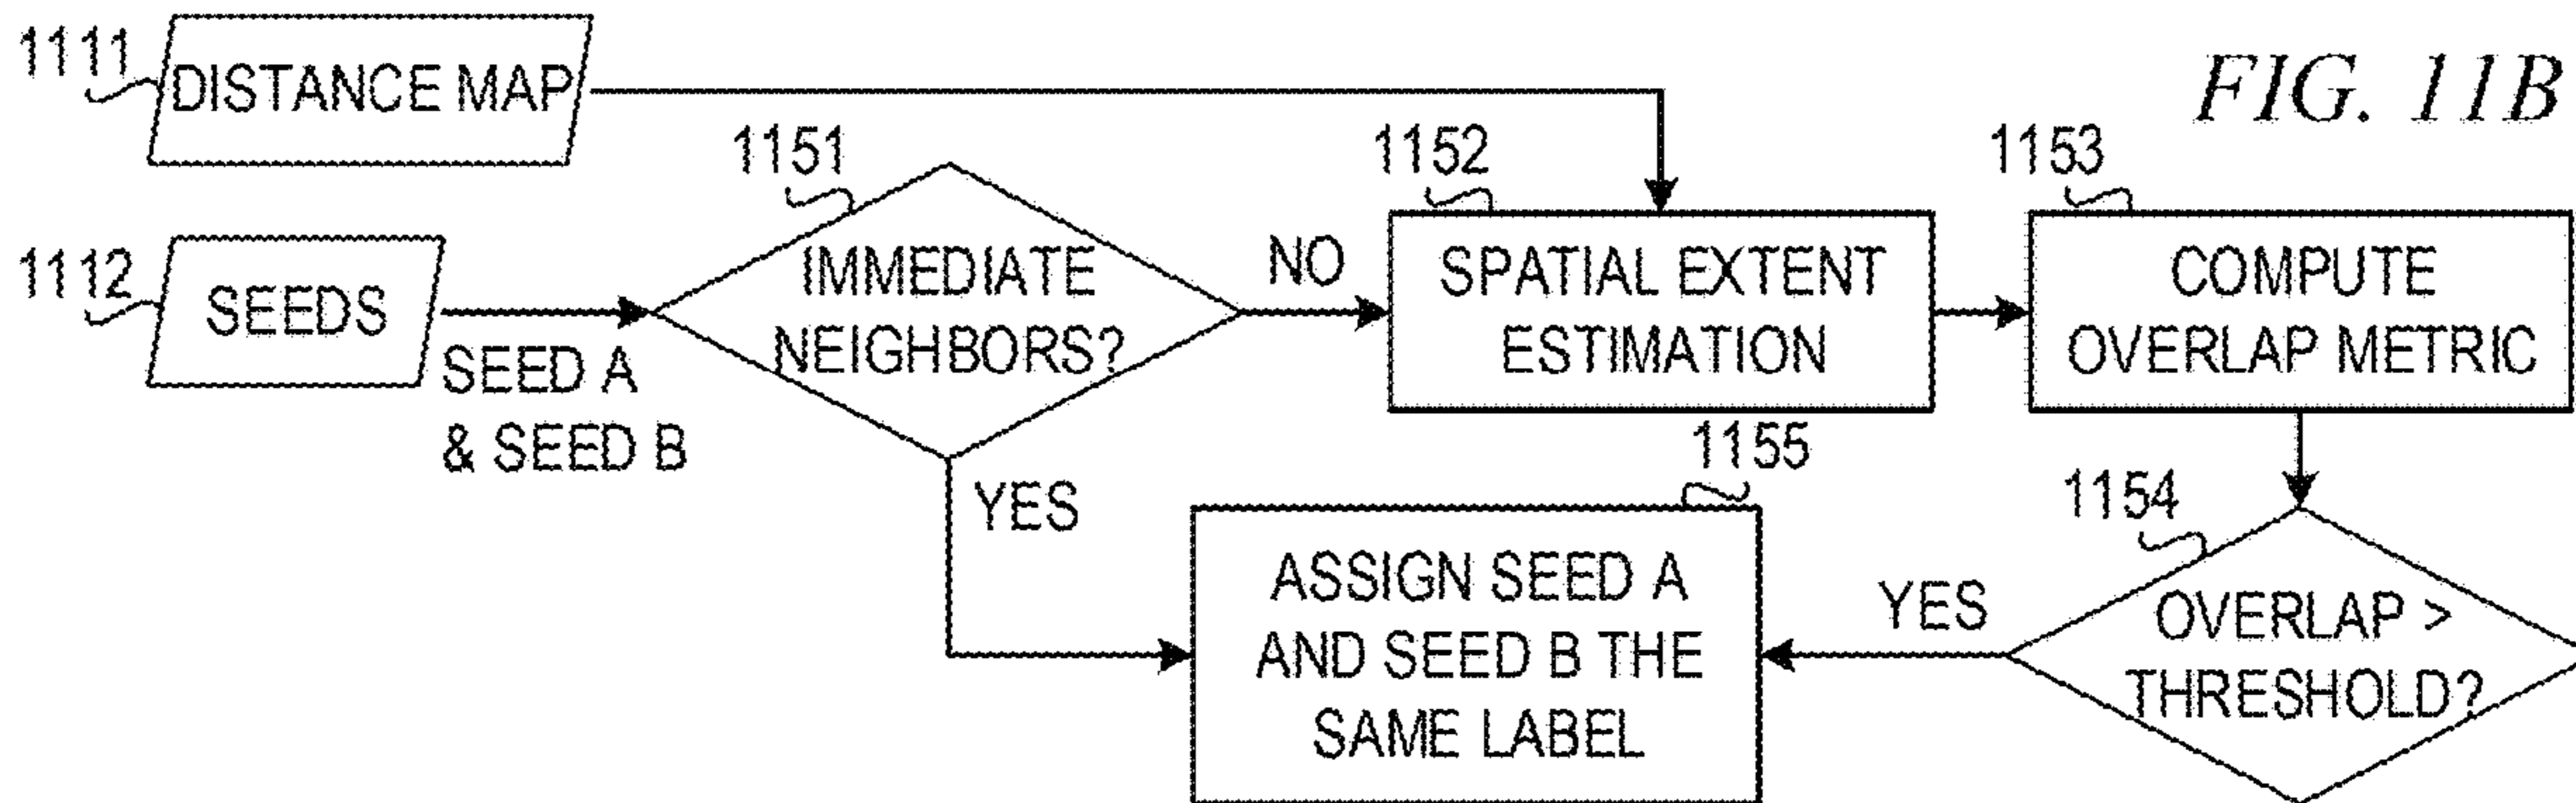 FIG. 11B
1111
DISTANCE MAP
1112
SEEDS
SEED A
& SEED B
1151
IMMEDIATE
NEIGHBORS?
NO
YES
1152
SPATIAL EXTENT
ESTIMATION
1153
COMPUTE
OVERLAP METRIC
1154
OVERLAP >
THRESHOLD?
YES
1155
ASSIGN SEED A
AND SEED B THE
SAME LABEL